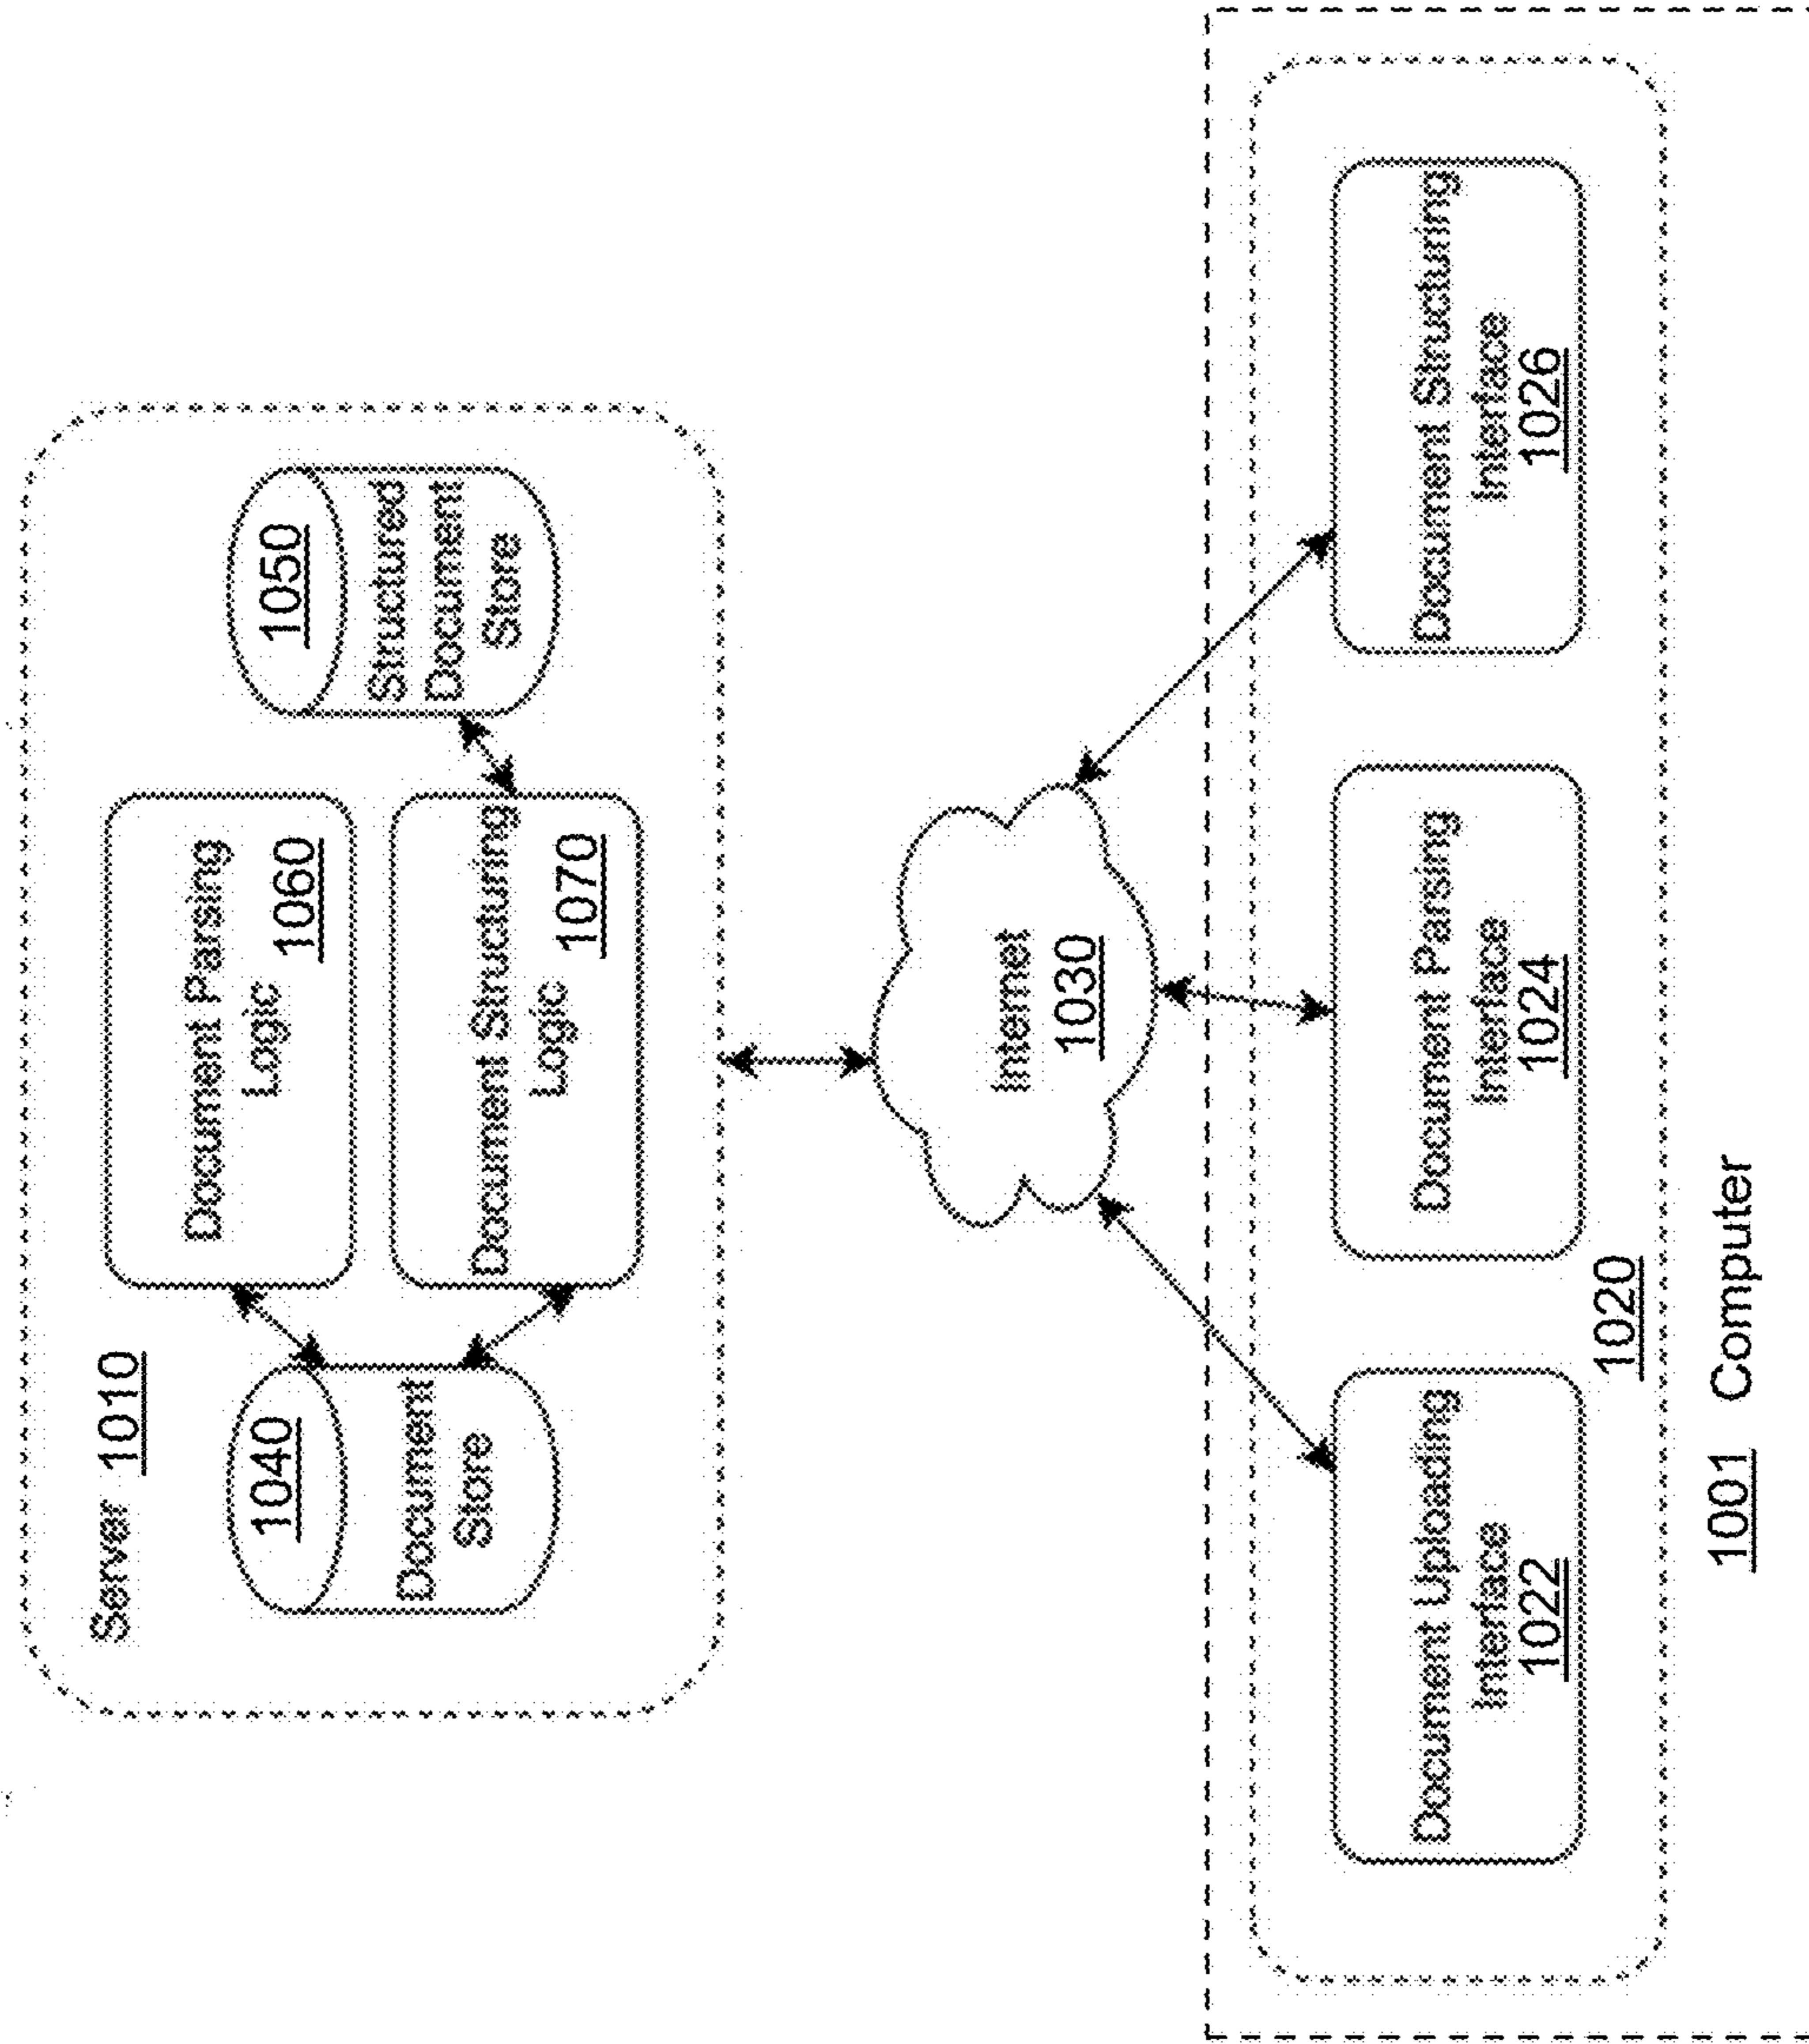 Server 1010
1040
Document
Store
Document Parsing
Logic
1060
Document Structuring
Logic
1070
1050
Structured
Document
Store
Internet
1030
Document Uploading
Interface
1022
Document Parsing
Interface
1024
Document Structuring
Interface
1026
1020
1001 Computer